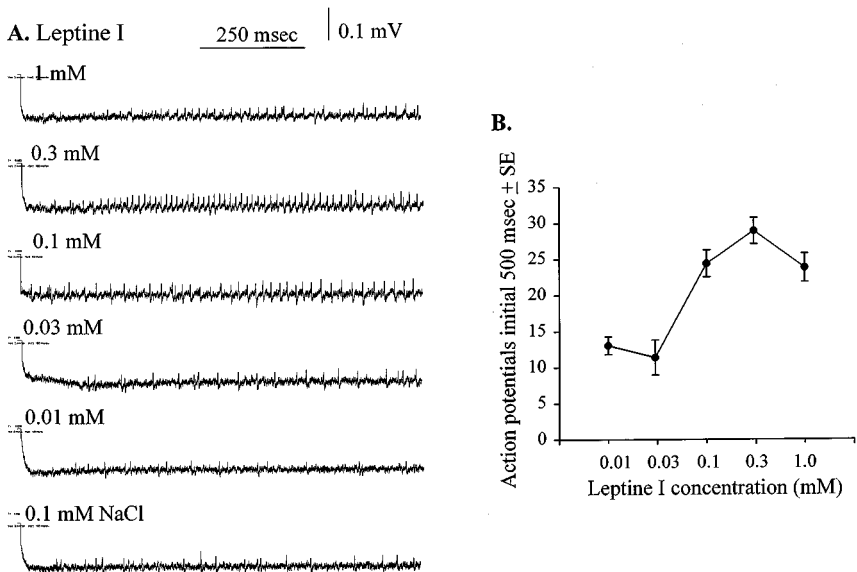 A. Leptine I
250 msec
0.1 mV
1 mM
0.3 mM
0.1 mM
0.03 mM
0.01 mM
0.1 mM NaCl
B.
Action potentials initial 500 msec ± SE
35
30
25
20
15
10
5
0
0.01 0.03 0.1 0.3 1.0
Leptine I concentration (mM)